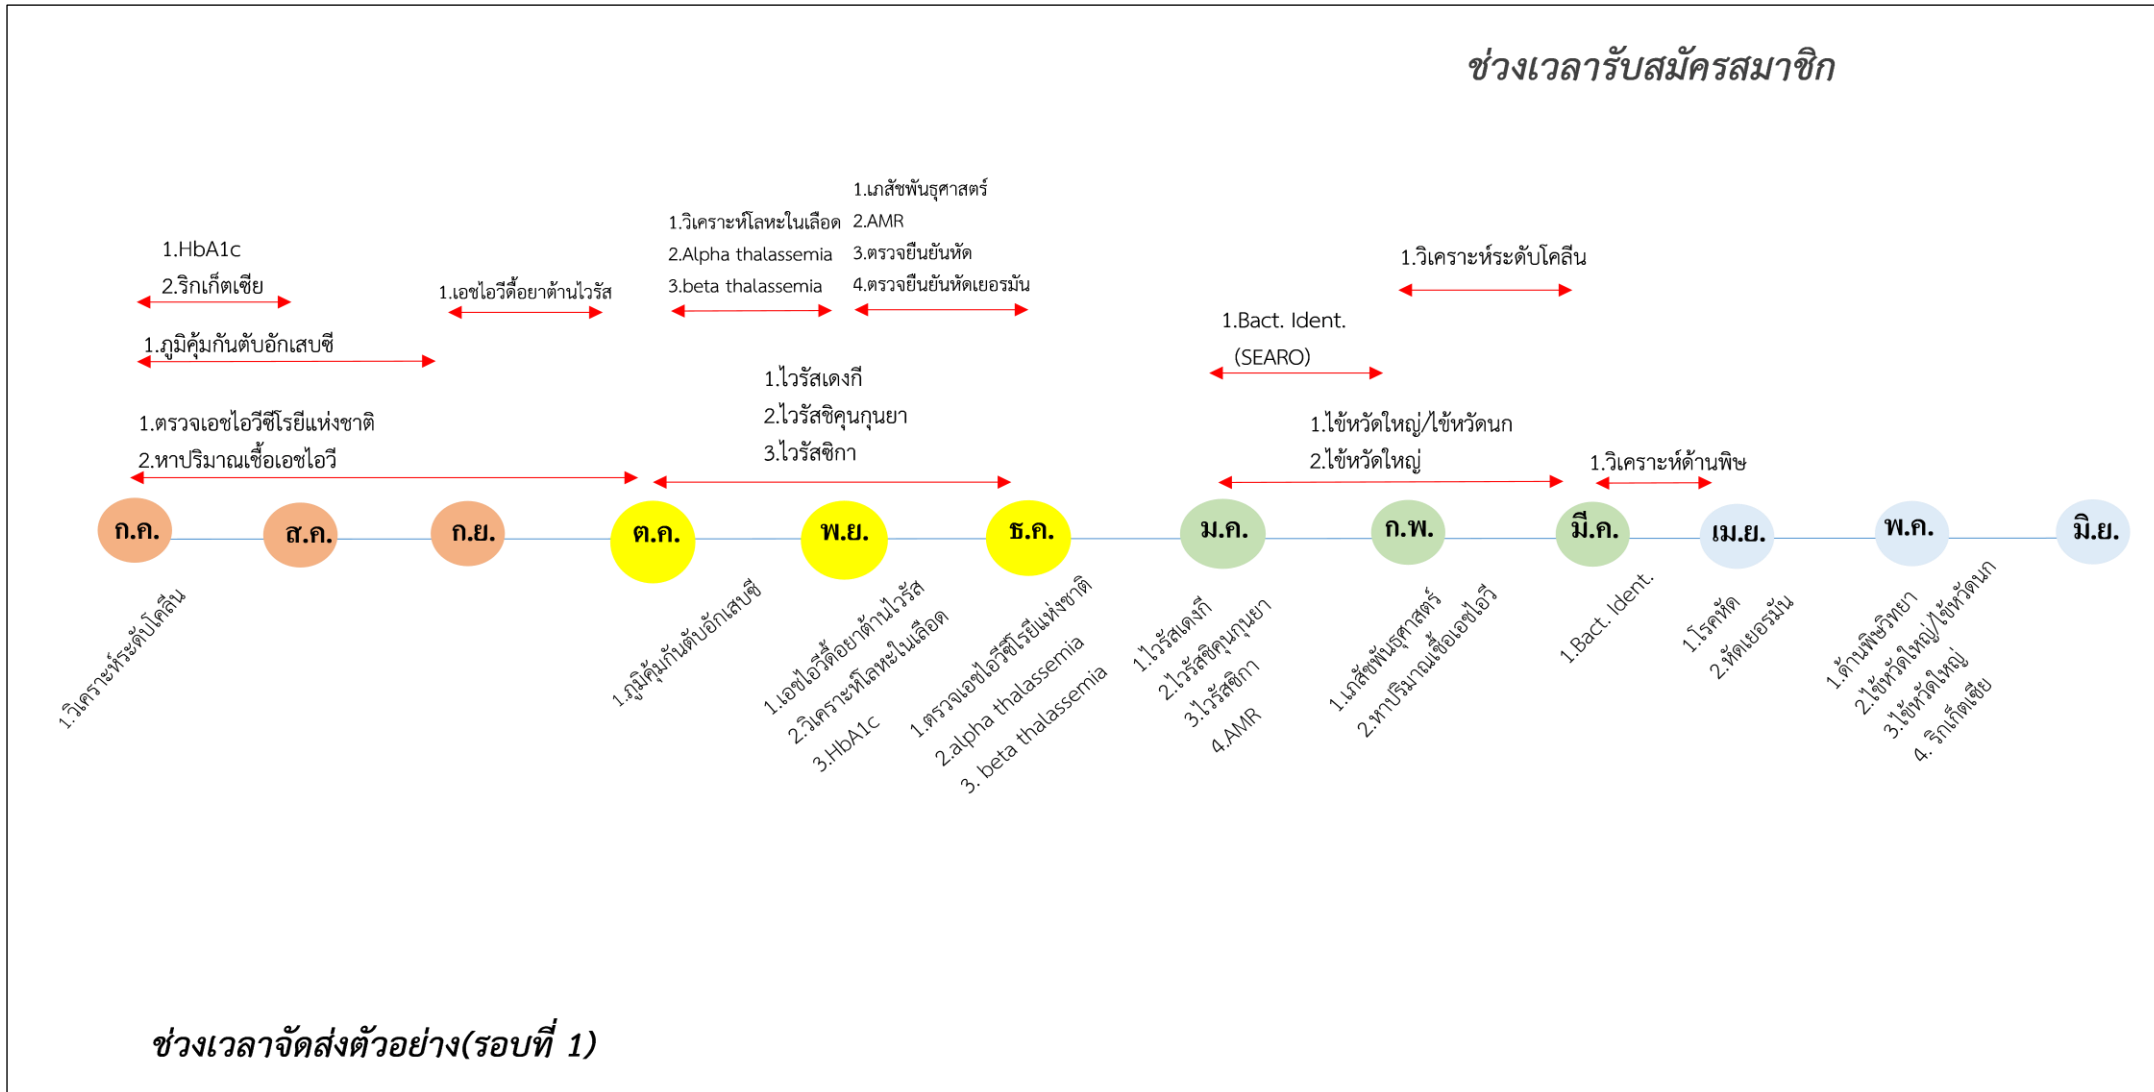 ช่วงเวลารับสมัครสมาชิก
1.HbA1c
2.ริกเก็ตเซีย
1.ภูมิคุ้มกันตับอักเสบซี
1.ตรวจเอชไอวีซีโรยีแห่งชาติ
2.หาปริมาณเชื้อเอชไอวี
1.เอชไอวีดื้อยาต้านไวรัส
1.วิเคราะห์โลหะในเลือด
2.Alpha thalassemia
3.beta thalassemia
1.เภสัชพันธุศาสตร์
2.AMR
3.ตรวจยืนยันหัด
4.ตรวจยืนยันหัดเยอรมัน
1.ไวรัสเดงกี
2.ไวรัสชิคุนกุนยา
3.ไวรัสซิกา
1.Bact. Ident.
(SEARO)
1.วิเคราะห์ระดับโคลีน
1.ไข้หวัดใหญ่/ไข้หวัดนก
2.ไข้หวัดใหญ่
1.วิเคราะห์ด้านพิษ
ก.ค.
ส.ค.
ก.ย.
ต.ค.
พ.ย.
ธ.ค.
ม.ค.
ก.พ.
มี.ค.
เม.ย.
พ.ค.
มิ.ย.
1.วิเคราะห์ระดับโคลีน
1.ภูมิคุ้มกันตับอักเสบซี
1.เอชไอวีดื้อยาต้านไวรัส
2.วิเคราะห์โลหะในเลือด
3.HbA1c
1.ตรวจเอชไอวีซีโรยีแห่งชาติ
2.alpha thalassemia
3. beta thalassemia
1.ไวรัสเดงกี
2.ไวรัสชิคุนกุนยา
3.ไวรัสซิกา
4.AMR
1.เภสัชพันธุศาสตร์
2.หาปริมาณเชื้อเอชไอวี
1.Bact. Ident.
1.โรคหัด
2.หัดเยอรมัน
1.ด้านพิษวิทยา
2.ไข้หวัดใหญ่/ไข้หวัดนก
3.ไข้หวัดใหญ่
4. ริกเก็ตเซีย
ช่วงเวลาจัดส่งตัวอย่าง(รอบที่ 1)